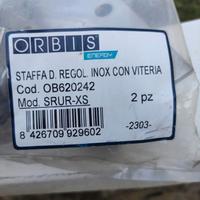 ORBIS
ENERGY
STAFFA D. REGOL. INOX CON VITERIA
Cod. OB620242
Mod. SRUR-XS
2 pz
8 426709 929602
-2303-